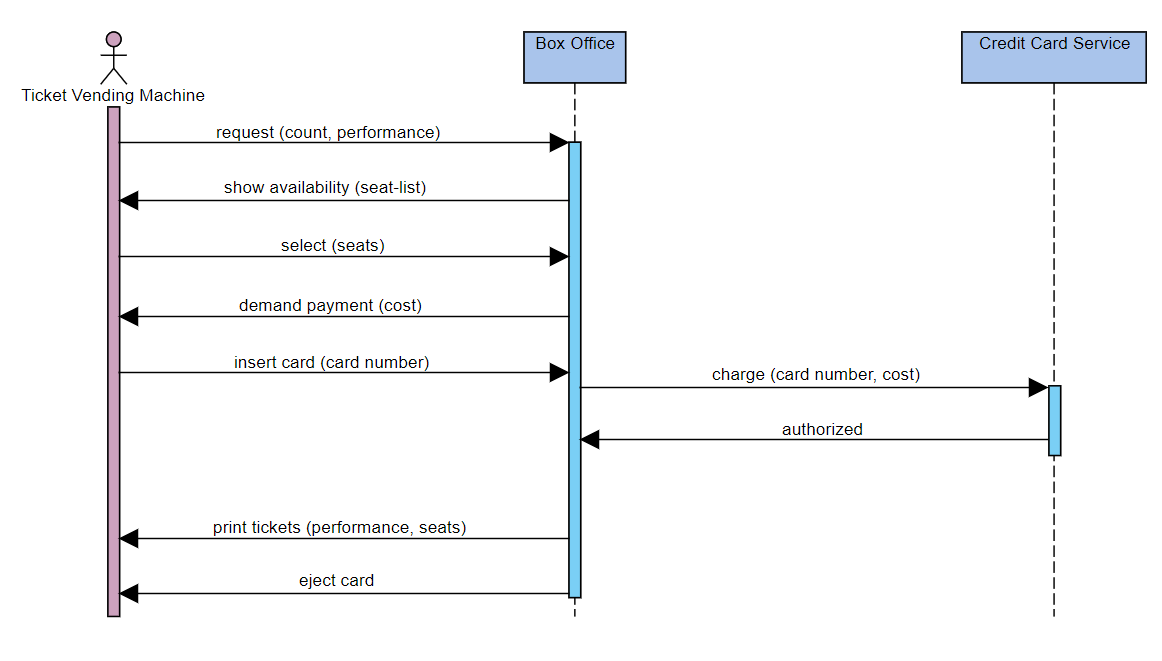 Box Office
Credit Card Service
Ticket Vending Machine
request (count, performance)
show availability (seat-list)
select (seats)
demand payment (cost)
insert card (card number)
charge (card number, cost)
authorized
print tickets (performance, seats)
eject card